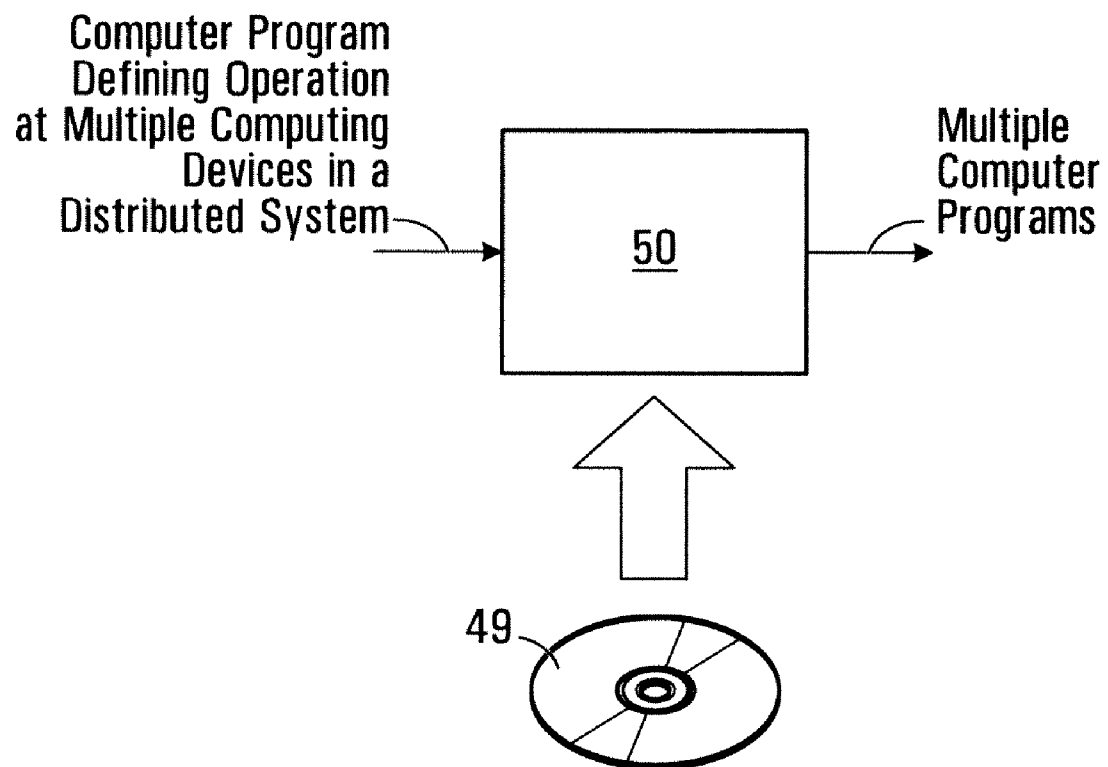 Computer Program
Defining Operation
at Multiple Computing
Devices in a
Distributed System
50
Multiple
Computer
Programs
49